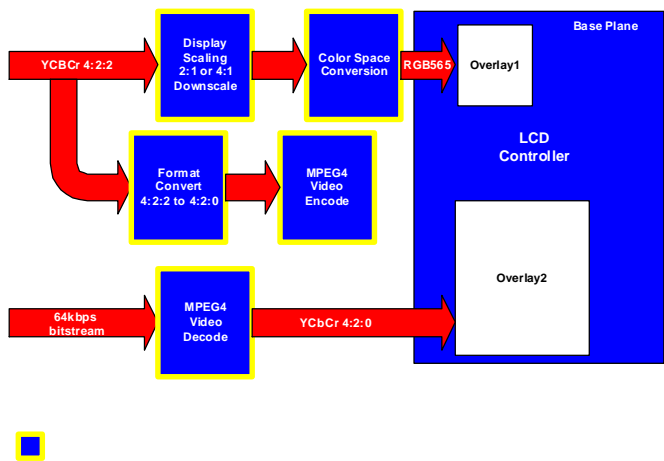 Base Plane
YCBCr 4:2:2
Display
Scaling
2:1 or 4:1
Downscale
Color Space
Conversion
RGB565
Overlay1
LCD
Controller
Format
Convert
4:2:2 to 4:2:0
MPEG4
Video
Encode
Overlay2
64kbps
bitstream
MPEG4
Video
Decode
YCbCr 4:2:0